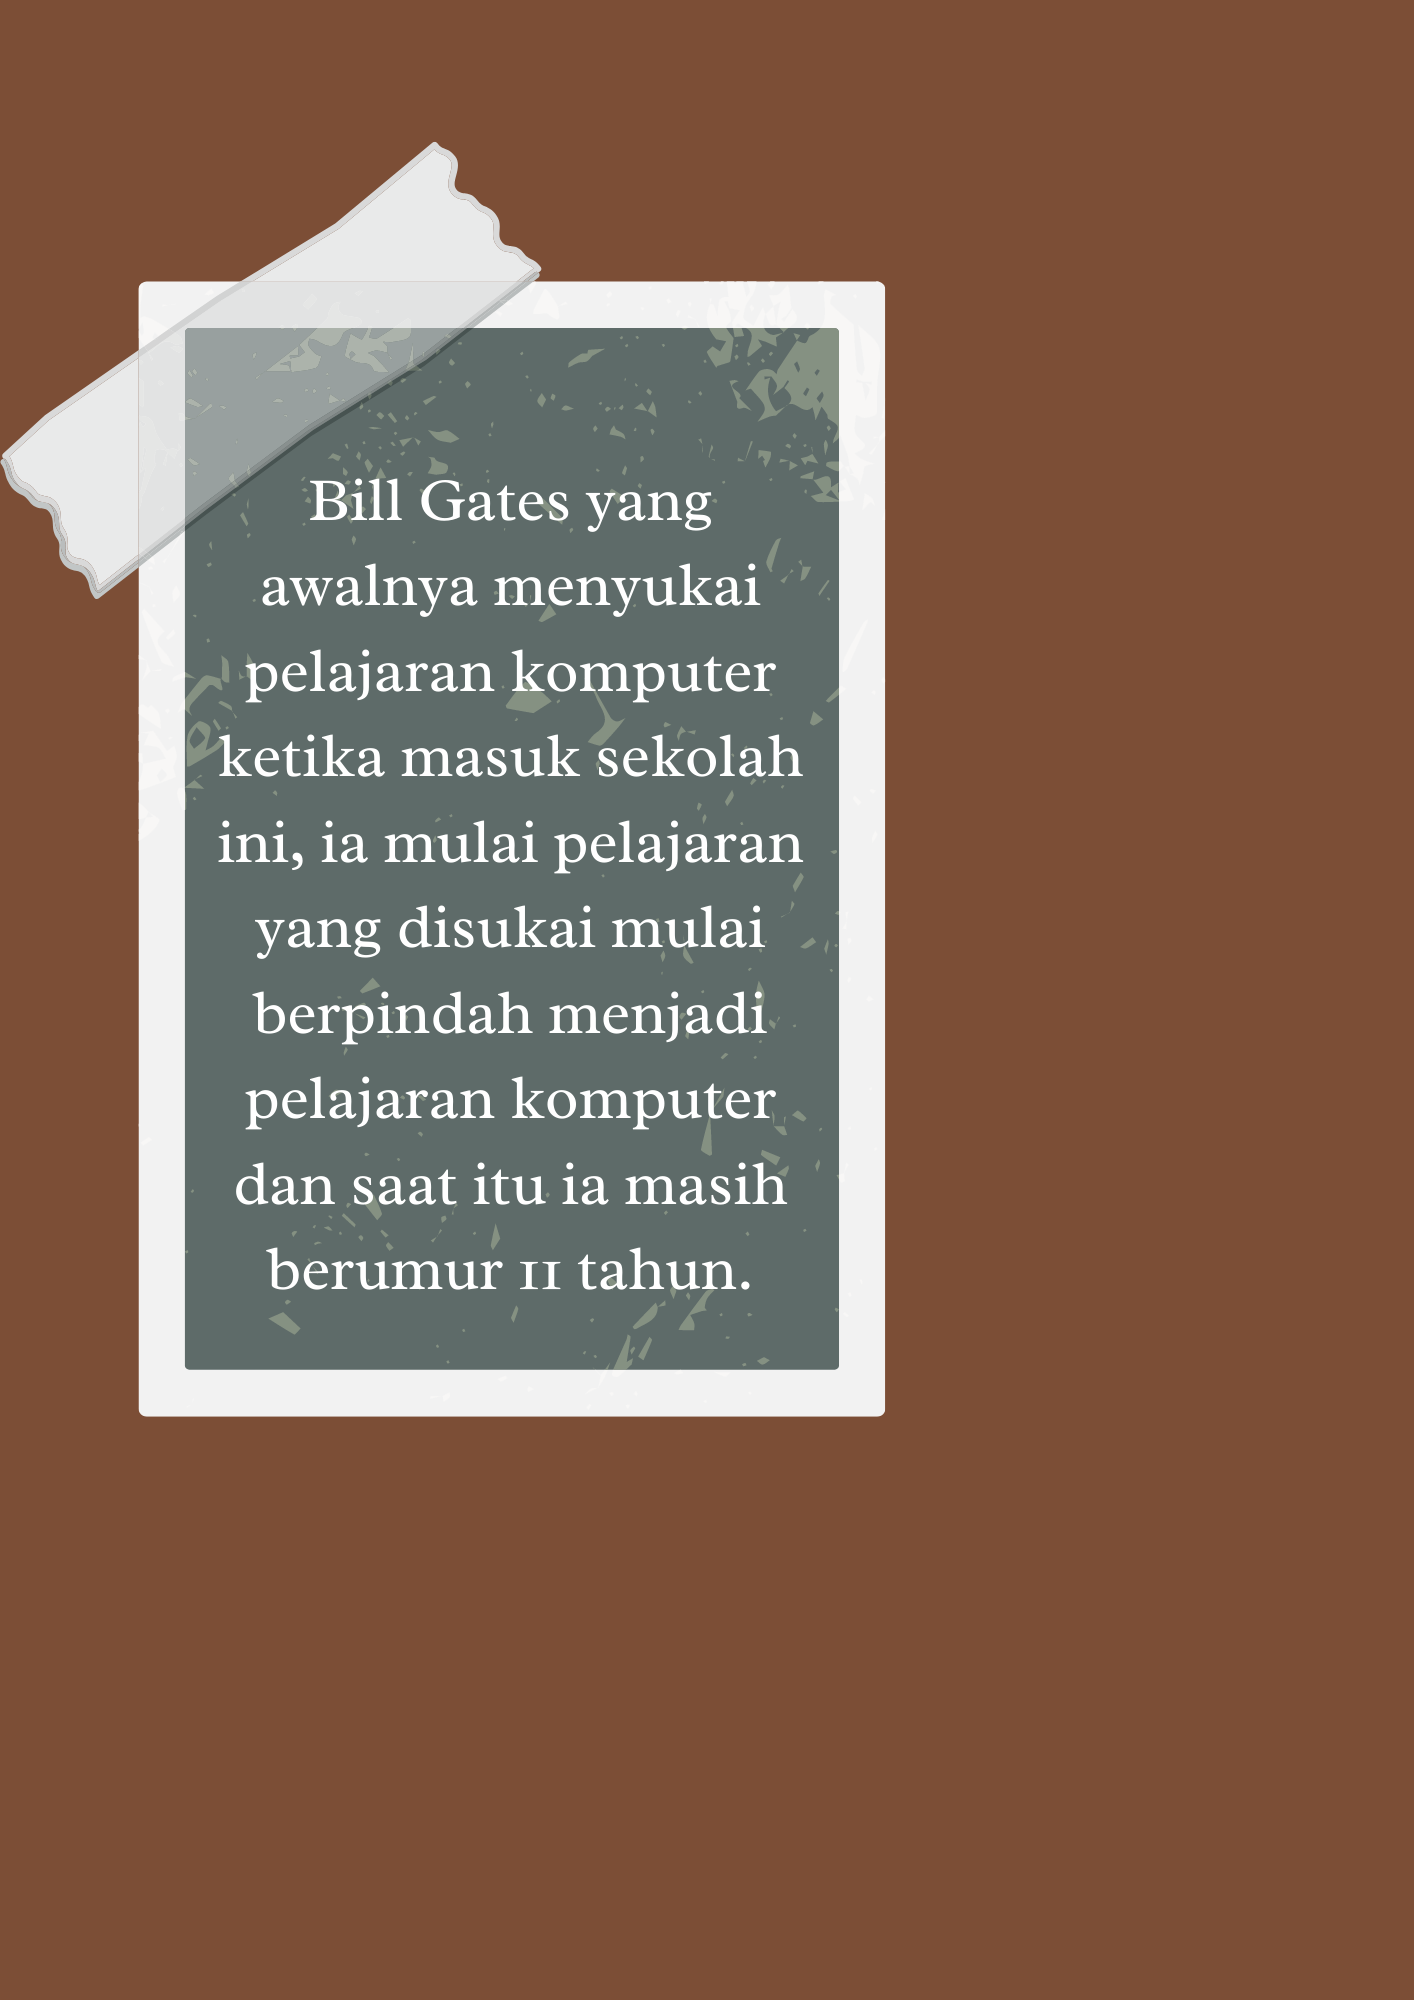 Bill Gates yang
awalnya menyukai
pelajaran komputer
ketika masuk sekolah
ini, ia mulai pelajaran
yang disukai mulai
berpindah menjadi
pelajaran komputer
dan saat itu ia masih
berumur 11 tahun.